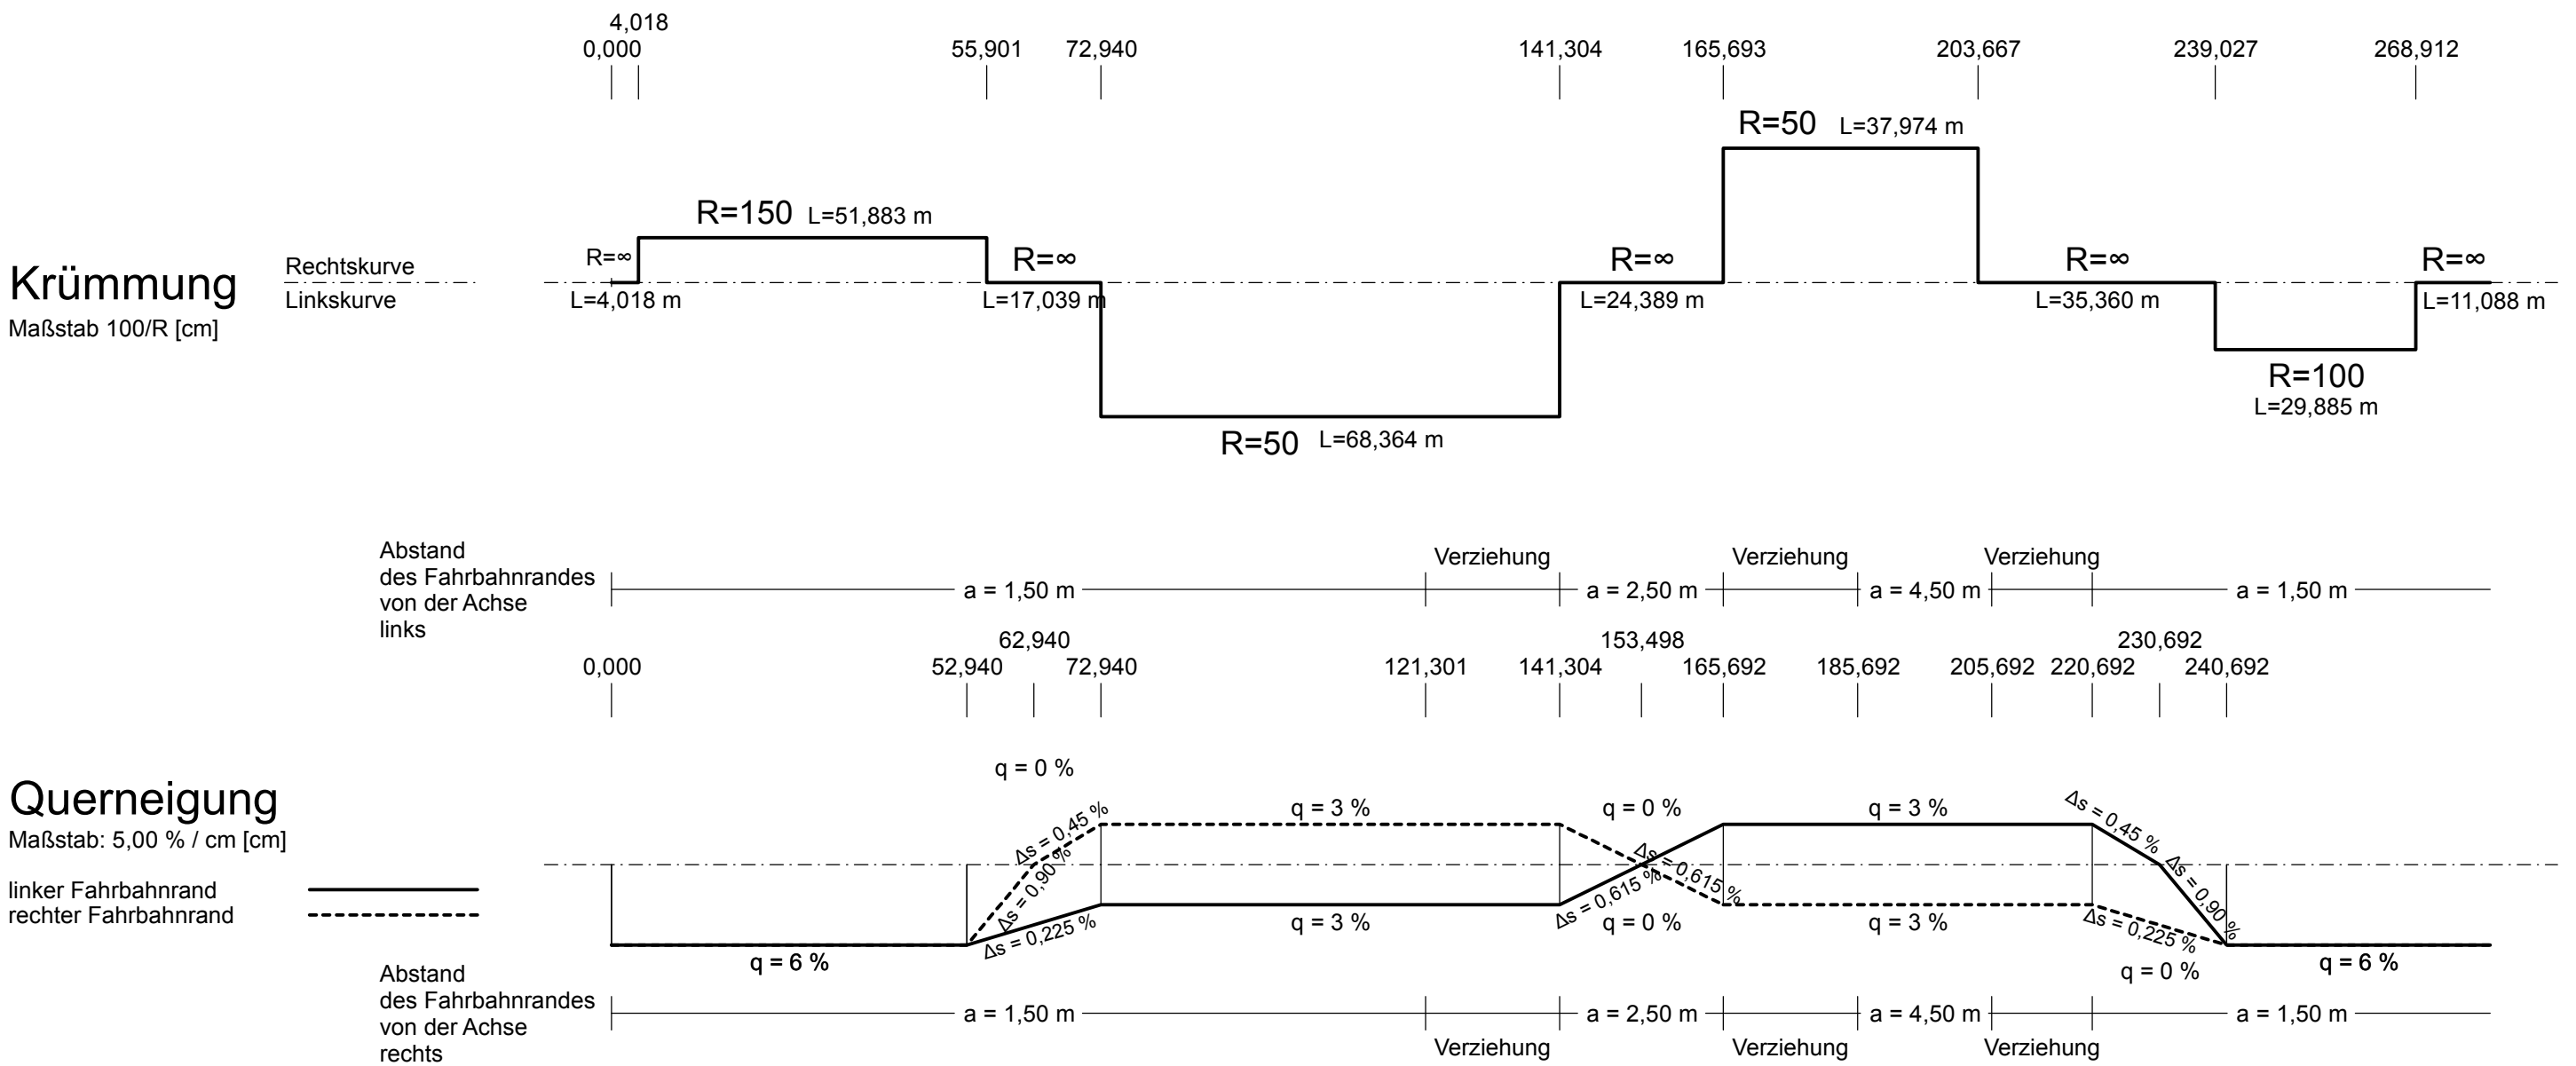 4,018
0,000 55,901 72,940 141,304 165,693 203,667 239,027 268,912
R=50 L=37,974 m
R=150 L=51,883 m
Krümmung
Maßstab 100/R [cm]
Rechtskurve
Linkskurve
R=∞ R=∞ R=∞ R=∞ R=∞
L=4,018 m L=17,039 m L=24,389 m L=35,360 m L=11,088 m
R=100
L=29,885 m
R=50 L=68,364 m
Abstand
des Fahrbahnrandes
von der Achse
links
Verziehung Verziehung Verziehung
a = 1,50 m a = 2,50 m a = 4,50 m a = 1,50 m
62,940 153,498 230,692
0,000 52,940 72,940 121,301 141,304 165,692 185,692 205,692 220,692 240,692
q = 0 %
Querneigung
Maßstab: 5,00 % / cm [cm]
linker Fahrbahnrand
rechter Fahrbahnrand
q = 3 % q = 0 % q = 3 %
Δs = 0,45 % Δs = 0,45 %
Δs = 0,90 % Δs = 0,615 % Δs = 0,90 %
Δs = 0,225 % Δs = 0,615 % Δs = 0,225 %
q = 3 % q = 0 % q = 3 %
q = 6 % q = 0 % q = 6 %
Abstand
des Fahrbahnrandes
von der Achse
rechts
a = 1,50 m a = 2,50 m a = 4,50 m a = 1,50 m
Verziehung Verziehung Verziehung